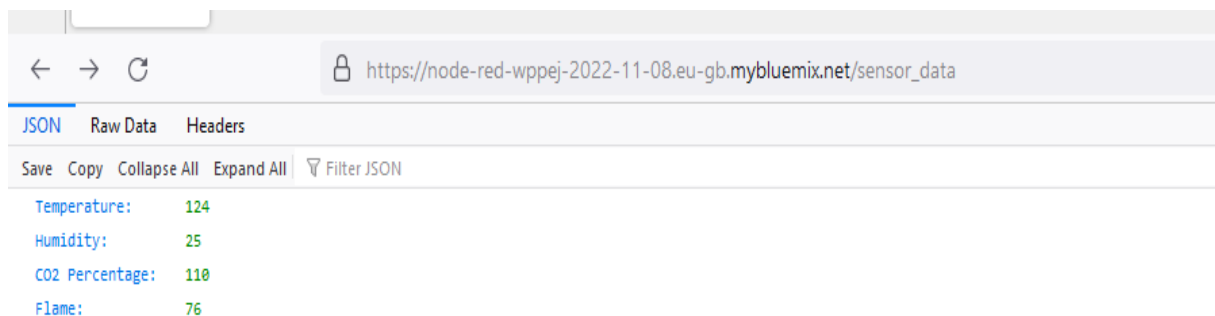 https://node-red-wppej-2022-11-08.eu-gb.mybluemix.net/sensor_data
JSON Raw Data Headers
Save Copy Collapse All Expand All Filter JSON
Temperature: 124
Humidity: 25
CO2 Percentage: 110
Flame: 76